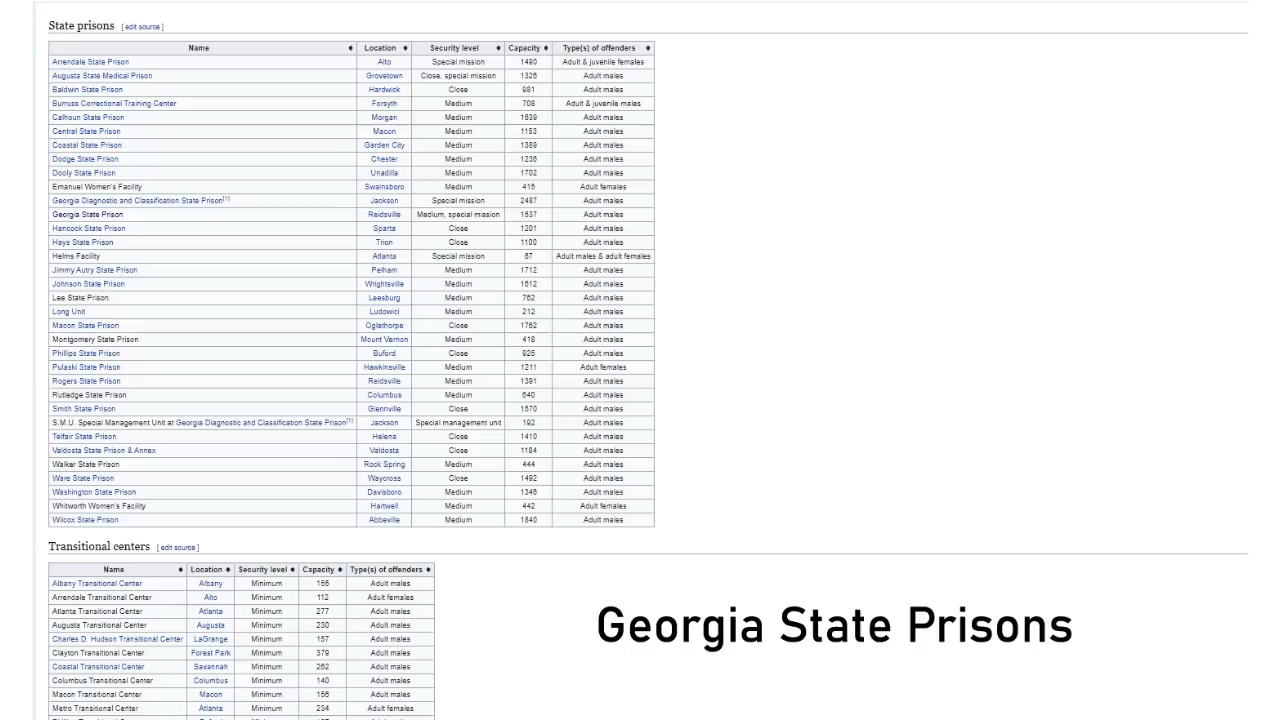 State prisons [ edit source ]
Name Location Security level Capacity Type(s) of offenders
Arrendale State Prison Alto Special mission 1490 Adult & juvenile females
Augusta State Medical Prison Grovetown Close, special mission 1326 Adult males
Baldwin State Prison Hardwick Close 981 Adult males
Burruss Correctional Training Center Forsyth Medium 708 Adult & juvenile males
Calhoun State Prison Morgan Medium 1639 Adult males
Central State Prison Macon Medium 1153 Adult males
Coastal State Prison Garden City Medium 1389 Adult males
Dodge State Prison Chester Medium 1236 Adult males
Dooly State Prison Unadilla Medium 1702 Adult males
Emanuel Women's Facility Swainsboro Medium 415 Adult females
Georgia Diagnostic and Classification State Prison[1] Jackson Special mission 2487 Adult males
Georgia State Prison Reidsville Medium, special mission 1537 Adult males
Hancock State Prison Sparta Close 1201 Adult males
Hays State Prison Trion Close 1100 Adult males
Helms Facility Atlanta Special mission 67 Adult males & adult females
Jimmy Autry State Prison Pelham Medium 1712 Adult males
Johnson State Prison Wrightsville Medium 1612 Adult males
Lee State Prison Leesburg Medium 762 Adult males
Long Unit Ludowici Medium 212 Adult males
Macon State Prison Oglethorpe Close 1762 Adult males
Montgomery State Prison Mount Vernon Medium 418 Adult males
Phillips State Prison Buford Close 925 Adult males
Pulaski State Prison Hawkinsville Medium 1211 Adult females
Rogers State Prison Reidsville Medium 1391 Adult males
Rutledge State Prison Columbus Medium 640 Adult males
Smith State Prison Glennville Close 1570 Adult males
S.M.U. Special Management Unit at Georgia Diagnostic and Classification State Prison[1] Jackson Special management unit 192 Adult males
Telfair State Prison Helena Close 1410 Adult males
Valdosta State Prison & Annex Valdosta Close 1184 Adult males
Walker State Prison Rock Spring Medium 444 Adult males
Ware State Prison Waycross Close 1492 Adult males
Washington State Prison Davisboro Medium 1346 Adult males
Whitworth Women's Facility Hartwell Medium 442 Adult females
Wilcox State Prison Abbeville Medium 1840 Adult males
Transitional centers [ edit source ]
Name Location Security level Capacity Type(s) of offenders
Albany Transitional Center Albany Minimum 155 Adult males
Arrendale Transitional Center Alto Minimum 112 Adult females
Atlanta Transitional Center Atlanta Minimum 277 Adult males
Augusta Transitional Center Augusta Minimum 230 Adult males
Charles D. Hudson Transitional Center LaGrange Minimum 157 Adult males
Clayton Transitional Center Forest Park Minimum 379 Adult males
Coastal Transitional Center Savannah Minimum 262 Adult males
Columbus Transitional Center Columbus Minimum 140 Adult males
Macon Transitional Center Macon Minimum 156 Adult males
Metro Transitional Center Atlanta Minimum 234 Adult females
Georgia State Prisons